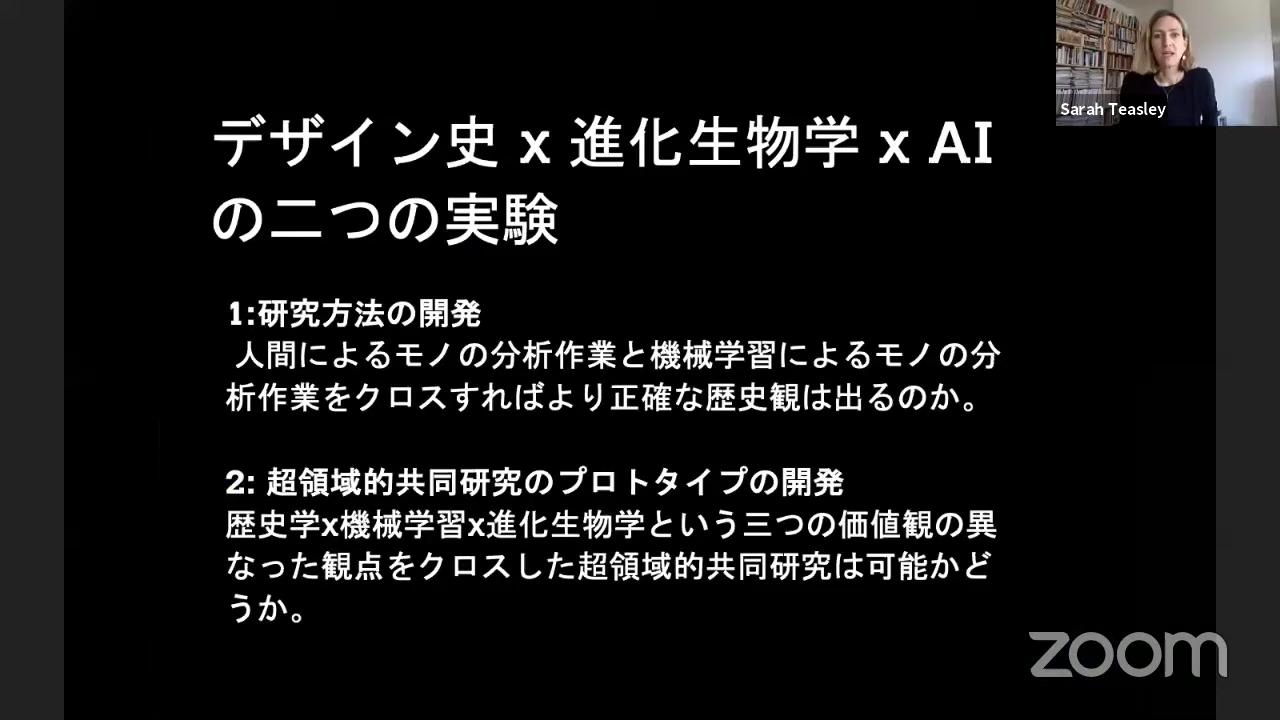 Sarah Teasley
デザイン史 x 進化生物学 x AI
の二つの実験
1:研究方法の開発
人間によるモノの分析作業と機械学習によるモノの分
析作業をクロスすればより正確な歴史観は出るのか。
2: 超領域的共同研究のプロトタイプの開発
歴史学x機械学習x進化生物学という三つの価値観の異
なった観点をクロスした超領域的共同研究は可能かど
うか。
zoom